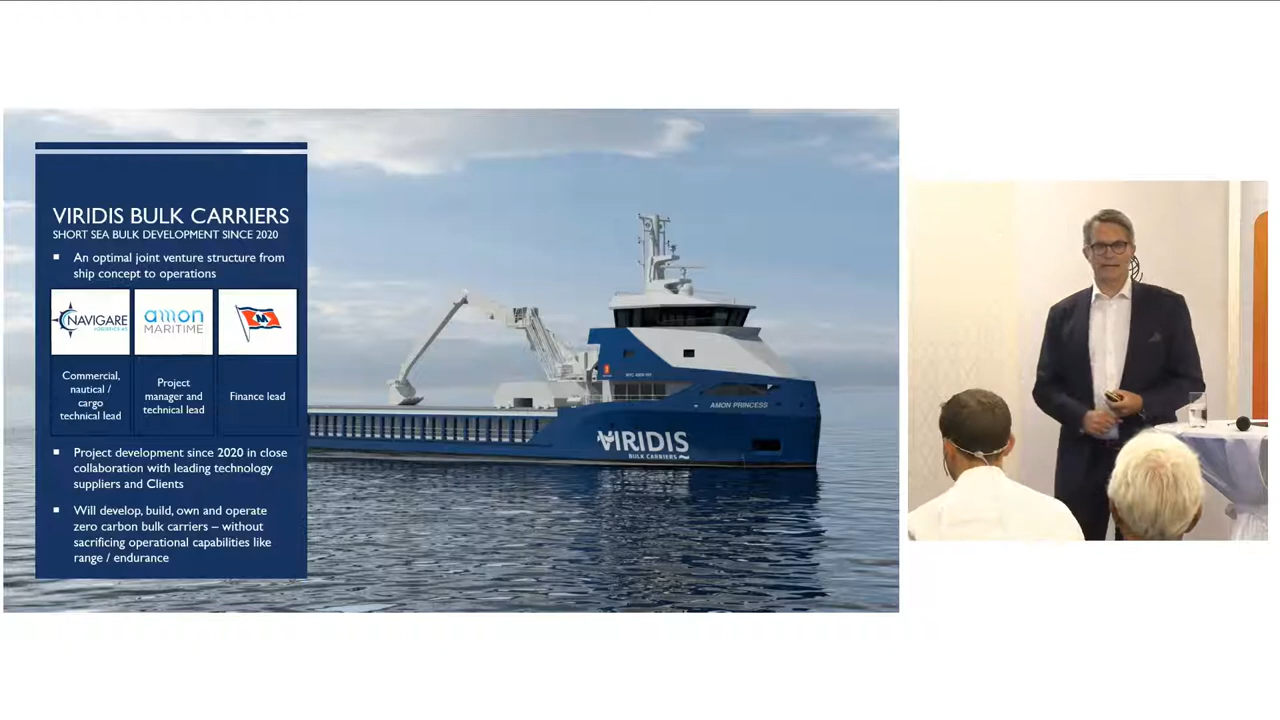 VIRIDIS BULK CARRIERS
SHORT SEA BULK DEVELOPMENT SINCE 2020
An optimal joint venture structure from
ship concept to operations
NAVIGARE
LOGISTICS AS
amon
MARITIME
M
Commercial,
nautical /
cargo
technical lead
Project
manager and
technical lead
Finance lead
Project development since 2020 in close
collaboration with leading technology
suppliers and Clients
Will develop, build, own and operate
zero carbon bulk carriers – without
sacrificing operational capabilities like
range / endurance
AMON PRINCESS
VIRIDIS
BULK CARRIERS